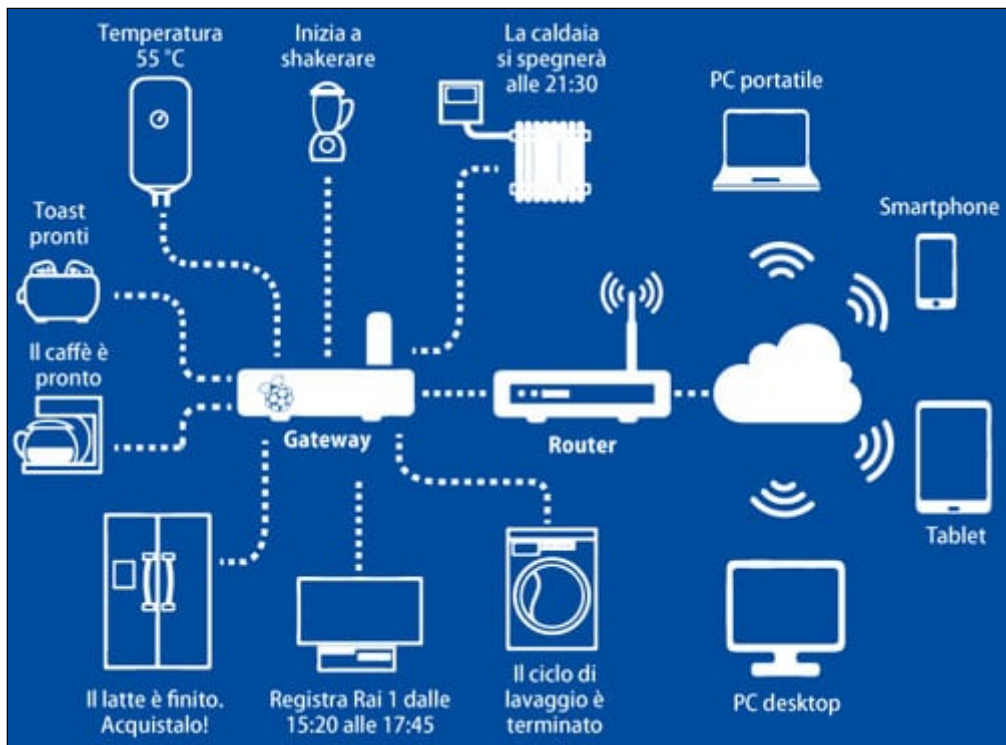 Temperatura
55 °C
Inizia a
shakerare
La caldaia
si spegnerà
alle 21:30
PC portatile
Smartphone
Toast
pronti
Il caffè è
pronto
Gateway
Router
Tablet
Il latte è finito.
Acquistalo!
Registra Rai 1 dalle
15:20 alle 17:45
Il ciclo di
lavaggio è
terminato
PC desktop